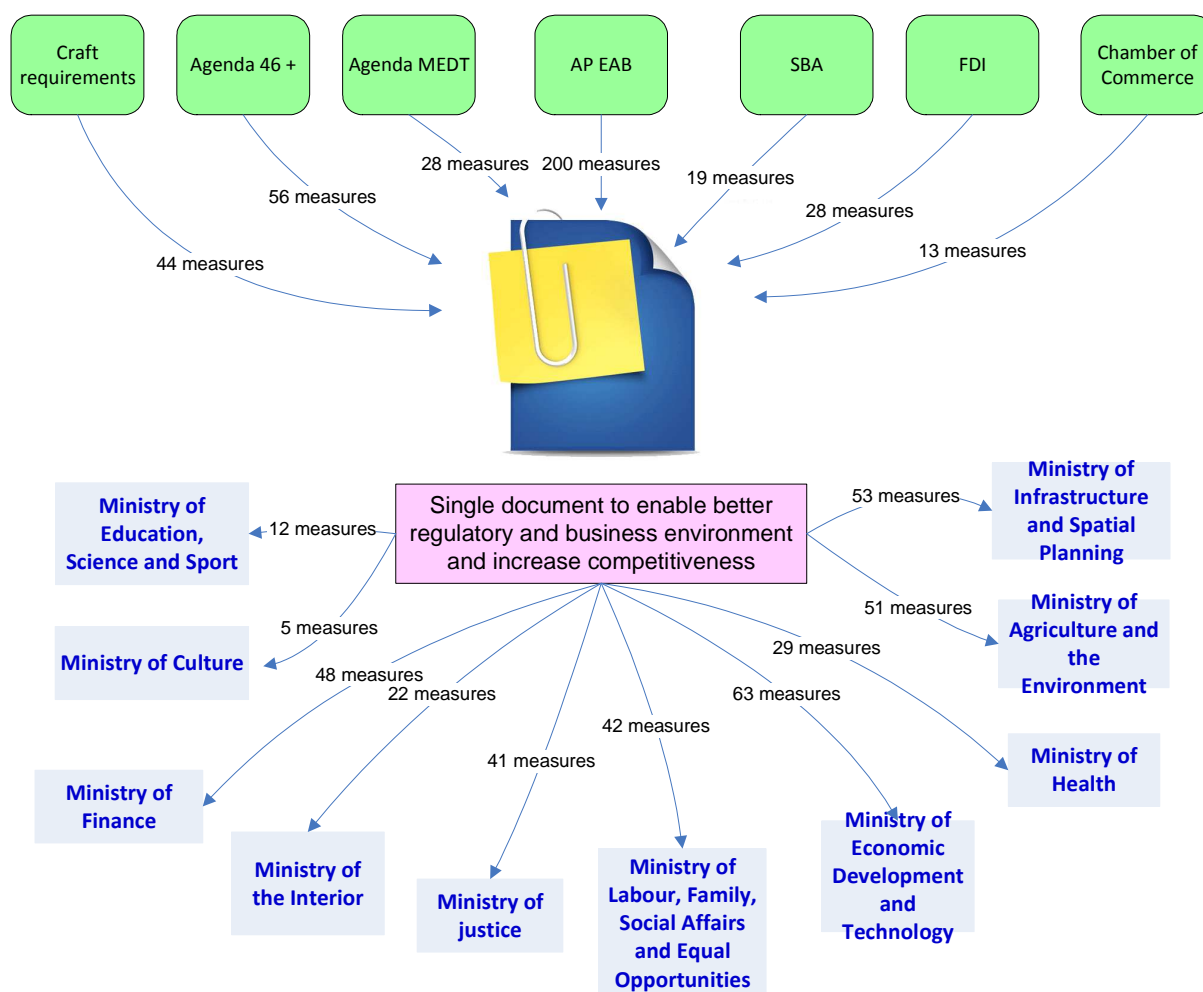 Craft
requirements
Agenda 46 +
Agenda MEDT
AP EAB
SBA
FDI
Chamber of
Commerce
28 measures
200 measures
19 measures
56 measures
28 measures
44 measures
13 measures
Ministry of
Education,
Science and Sport
12 measures
Single document to enable better
regulatory and business environment
and increase competitiveness
53 measures
Ministry of
Infrastructure
and Spatial
Planning
51 measures
Ministry of
Agriculture and
the
Environment
5 measures
Ministry of Culture
48 measures
22 measures
41 measures
42 measures
63 measures
29 measures
Ministry of
Health
Ministry of
Finance
Ministry of
the Interior
Ministry of
justice
Ministry of
Labour, Family,
Social Affairs
and Equal
Opportunities
Ministry of
Economic
Development
and
Technology